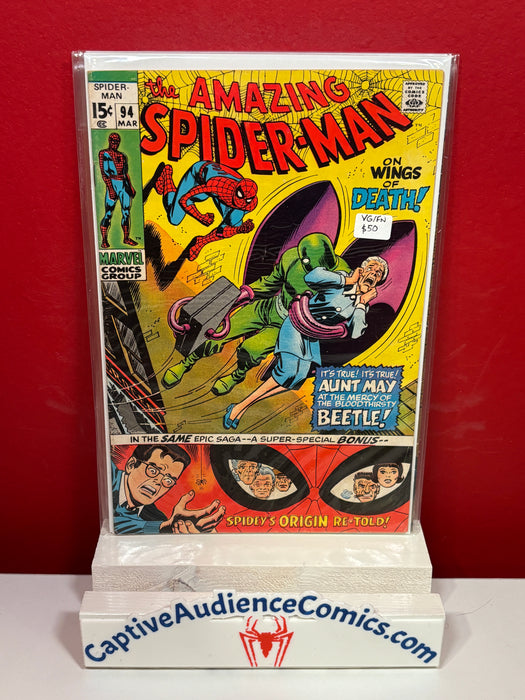 SPIDER-
MAN
15¢ 94
MAR
MARVEL
COMICS
GROUP
the AMAZING
SPIDER-MAN
APPROVED
BY THE
COMICS
CODE
AUTHORITY
ON
WINGS
OF
DEATH!
VG/FN
$50
IT'S TRUE! IT'S TRUE!
AUNT MAY
AT THE MERCY OF
THE BLOODTHIRSTY
BEETLE!
IN THE SAME EPIC SAGA--A SUPER-SPECIAL BONUS--
SPIDEY'S ORIGIN RE-TOLD!
CaptiveAudienceComics.com